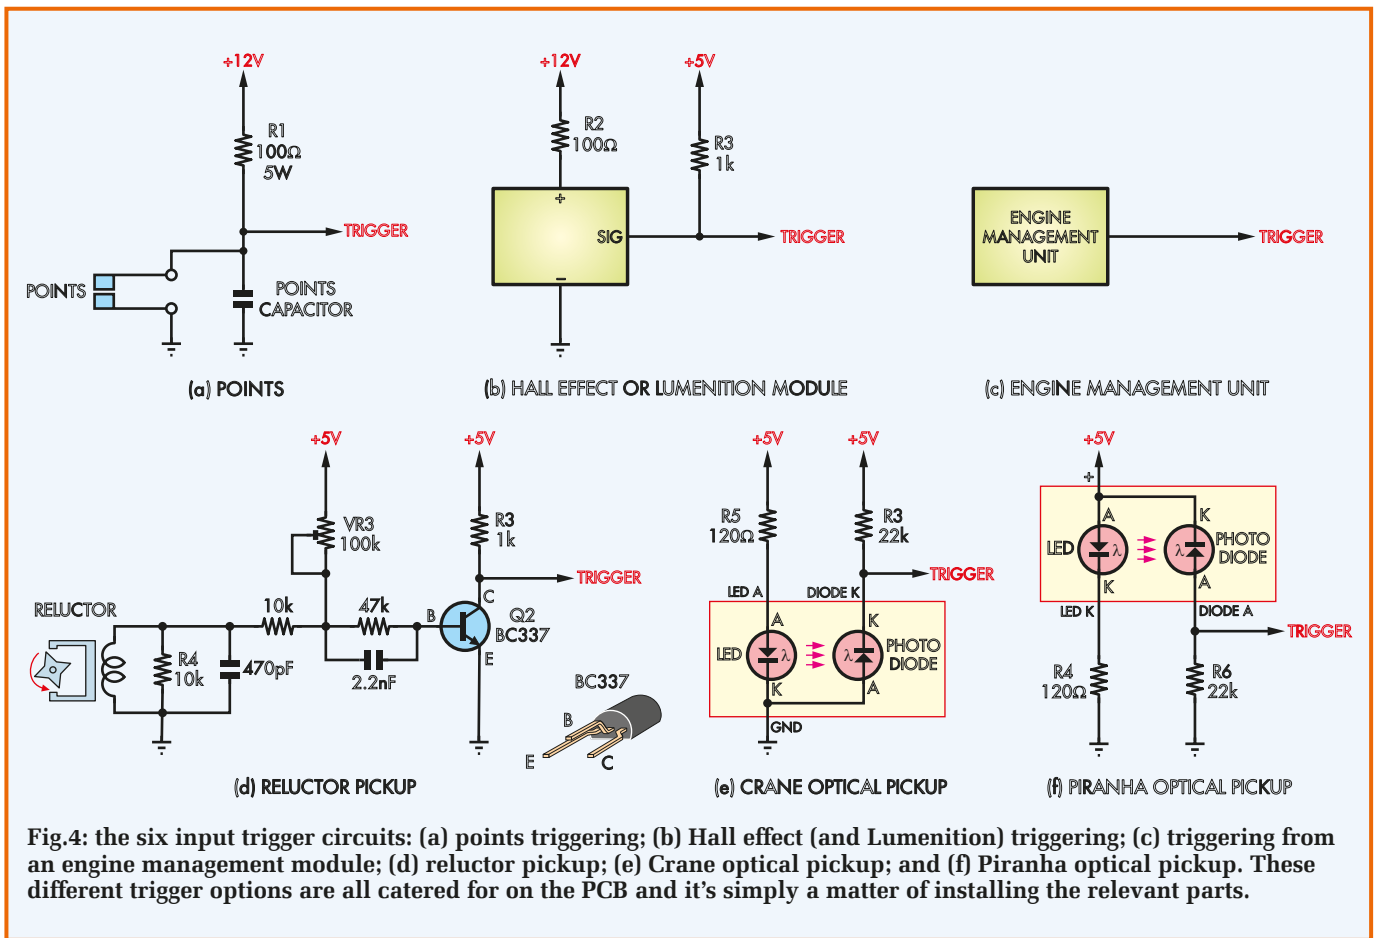 +12V
R1
100Ω
5W
TRIGGER
POINTS
POINTS
CAPACITOR
(a) POINTS
+12V
+5V
R2
100Ω
R3
1k
+
SIG
–
TRIGGER
(b) HALL EFFECT OR LUMENITION MODULE
ENGINE
MANAGEMENT
UNIT
TRIGGER
(c) ENGINE MANAGEMENT UNIT
+5V
+5V
VR3
100k
R3
1k
TRIGGER
RELUCTOR
10k
47k
B
C
Q2
BC337
E
R4
10k
470pF
2.2nF
BC337
B
E
C
(d) RELUCTOR PICKUP
+5V
+5V
R5
120Ω
R3
22k
TRIGGER
LED A
DIODE K
A
K
LED
λ
λ
PHOTO
DIODE
K
A
GND
(e) CRANE OPTICAL PICKUP
+5V
+
A
K
LED
λ
λ
PHOTO
DIODE
K
A
LED K
DIODE A
TRIGGER
R4
120Ω
R6
22k
(f) PIRANHA OPTICAL PICKUP
Fig.4: the six input trigger circuits: (a) points triggering; (b) Hall effect (and Lumenition) triggering; (c) triggering from
an engine management module; (d) reluctor pickup; (e) Crane optical pickup; and (f) Piranha optical pickup. These
different trigger options are all catered for on the PCB and it's simply a matter of installing the relevant parts.